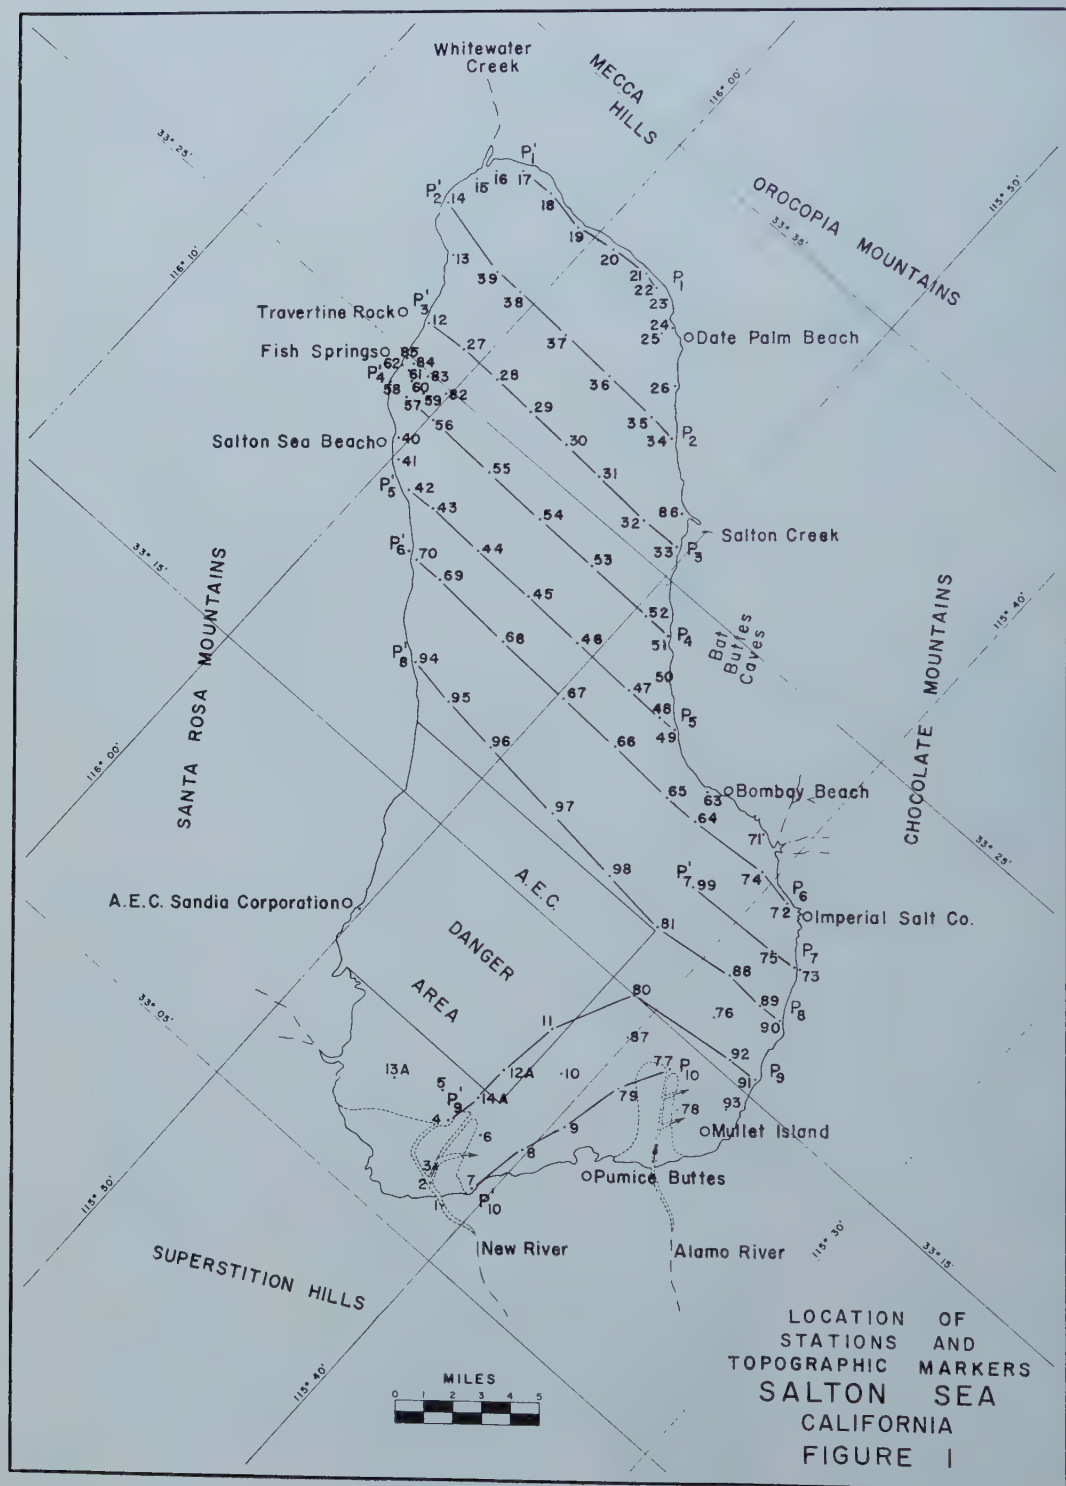 Whitewater
Creek
MECCA
HILLS
116° 00'
33° 25'
P'1
16
17
15
P'2
14
18
OROCOPIA MOUNTAINS
115° 50'
33° 35'
116° 10'
19
20
13
39
21
22
P1
23
38
P'3
Travertine Rock
12
24
25
Date Palm Beach
37
27
Fish Springs
85
62
84
P'4
61
83
28
36
26
58
60
59
82
57
29
56
35
34
P2
Salton Sea Beach
40
30
41
55
31
P'5
42
43
54
32
86
Salton Creek
33
P3
P'6
70
44
53
69
45
52
33° 15'
SANTA ROSA MOUNTAINS
68
46
51
P4
Bat
Buttes
Caves
115° 40'
CHOCOLATE MOUNTAINS
P'8
94
50
95
67
47
48
P5
49
96
66
116° 00'
65
63
Bombay Beach
97
64
71
33° 25'
98
P'7
99
74
P6
A.E.C. Sandia Corporation
72
Imperial Salt Co.
A.E.C.
DANGER
AREA
81
75
P7
73
88
80
89
76
P8
90
33° 05'
11
87
92
13A
5
12A
10
77
P10
91
P9
P'9
14A
79
78
93
4
9
Mullet Island
6
8
3A
2
7
P'10
Pumice Buttes
1
115° 50'
New River
Alamo River
115° 30'
33° 15'
SUPERSTITION HILLS
115° 40'
MILES
0 1 2 3 4 5
LOCATION OF
STATIONS AND
TOPOGRAPHIC MARKERS
SALTON SEA
CALIFORNIA
FIGURE 1